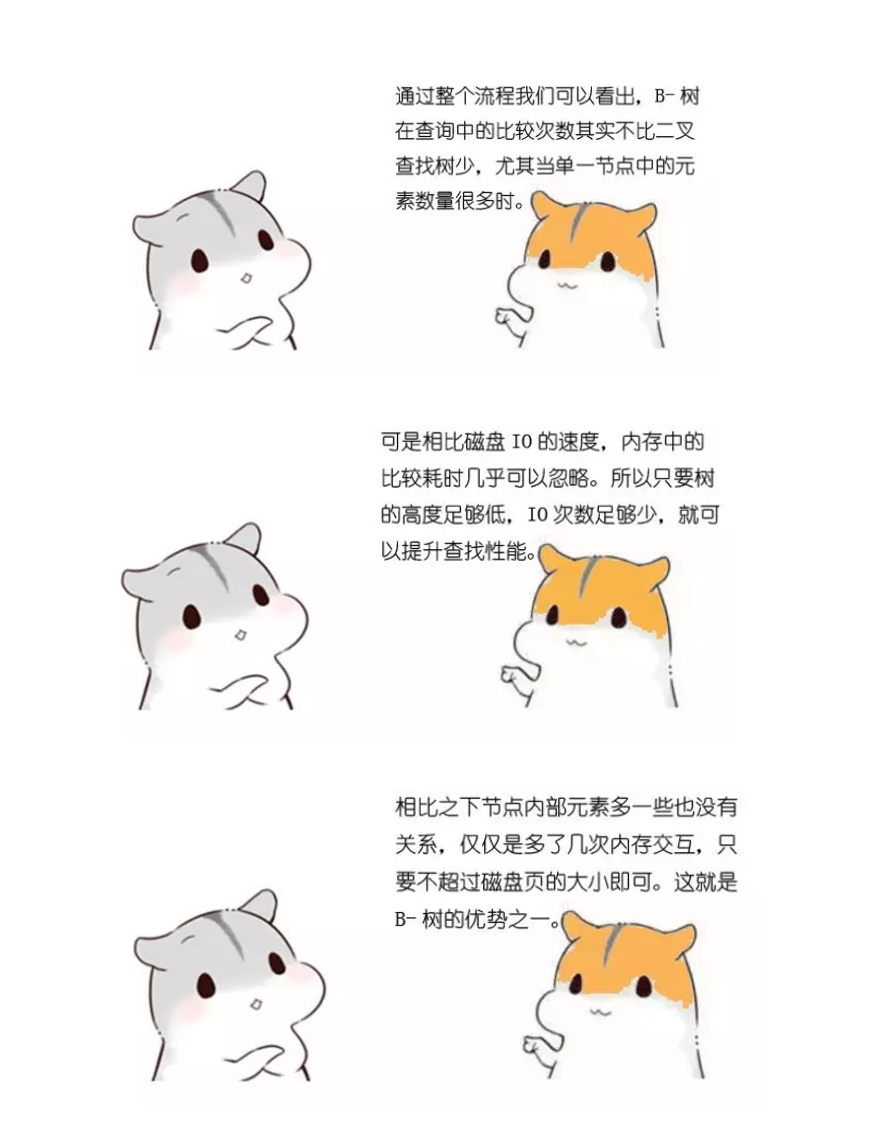 通过整个流程我们可以看出，B-树
在查询中的比较次数其实不比二叉
查找树少，尤其当单一节点中的元
素数量很多时。
可是相比磁盘IO的速度，内存中的
比较耗时几乎可以忽略。所以只要树
的高度足够低，IO次数足够少，就可
以提升查找性能。
相比之下节点内部元素多一些也没有
关系，仅仅是多了几次内存交互，只
要不超过磁盘页的大小即可。这就是
B-树的优势之一。